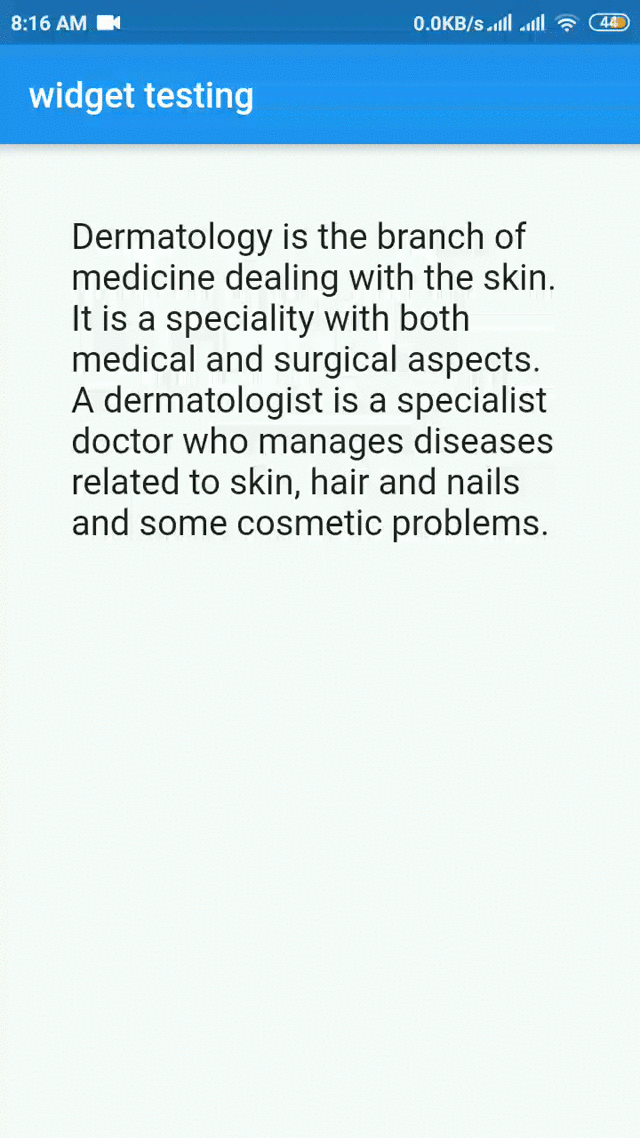 8:16 AM 0.0KB/s 44
widget testing
Dermatology is the branch of
medicine dealing with the skin.
It is a speciality with both
medical and surgical aspects.
A dermatologist is a specialist
doctor who manages diseases
related to skin, hair and nails
and some cosmetic problems.